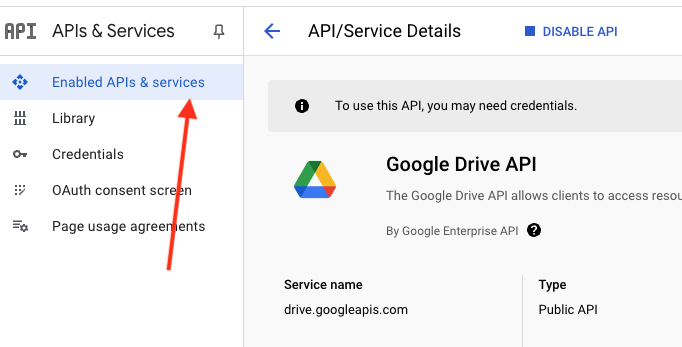 API APIs & Services
Enabled APIs & services
Library
Credentials
OAuth consent screen
Page usage agreements
API/Service Details
DISABLE API
To use this API, you may need credentials.
Google Drive API
The Google Drive API allows clients to access resou
By Google Enterprise API
Service name
drive.googleapis.com
Type
Public API